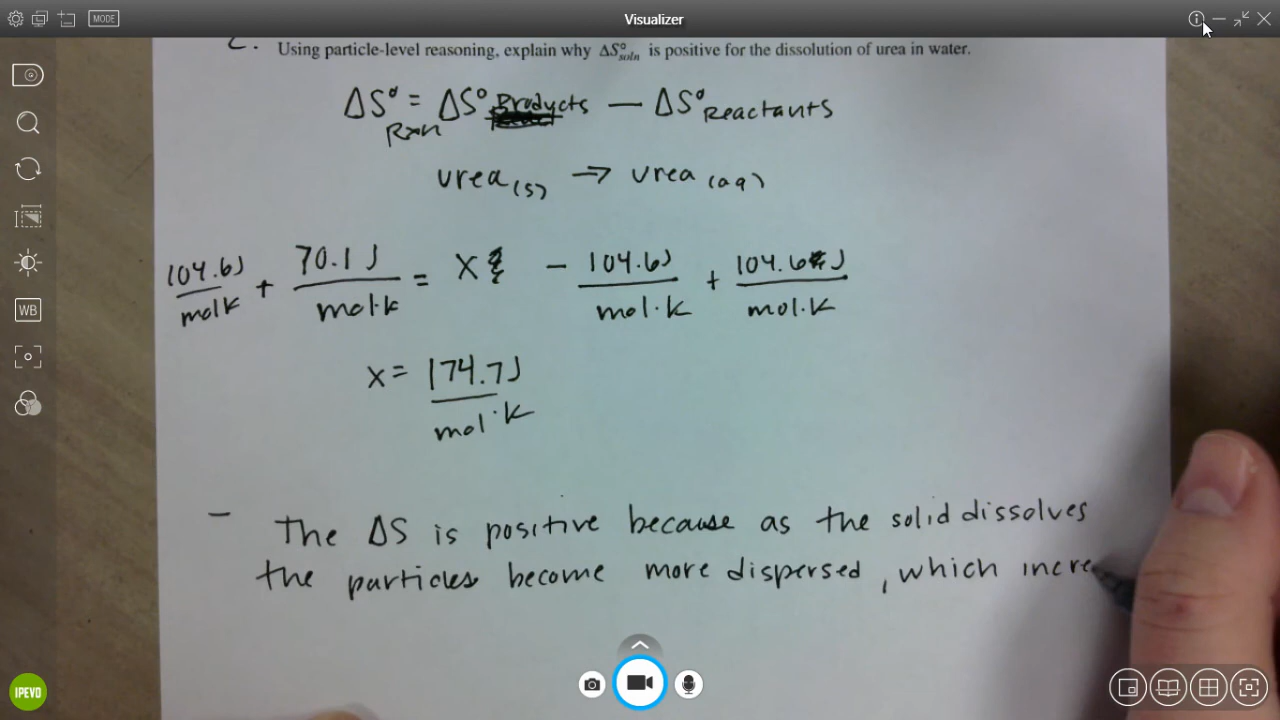 MODE
Visualizer
2. Using particle-level reasoning, explain why ΔS°soln is positive for the dissolution of urea in water.
ΔS°Rxn = ΔS°Products — ΔS°Reactants
urea(s) → urea(aq)
104.6J/molK + 70.1J/mol·K = X - 104.6J/mol·K + 104.6J/mol·K
x = 174.7J/mol·K
- The ΔS is positive because as the solid dissolves
the particles become more dispersed, which incre
WB
IPEVO